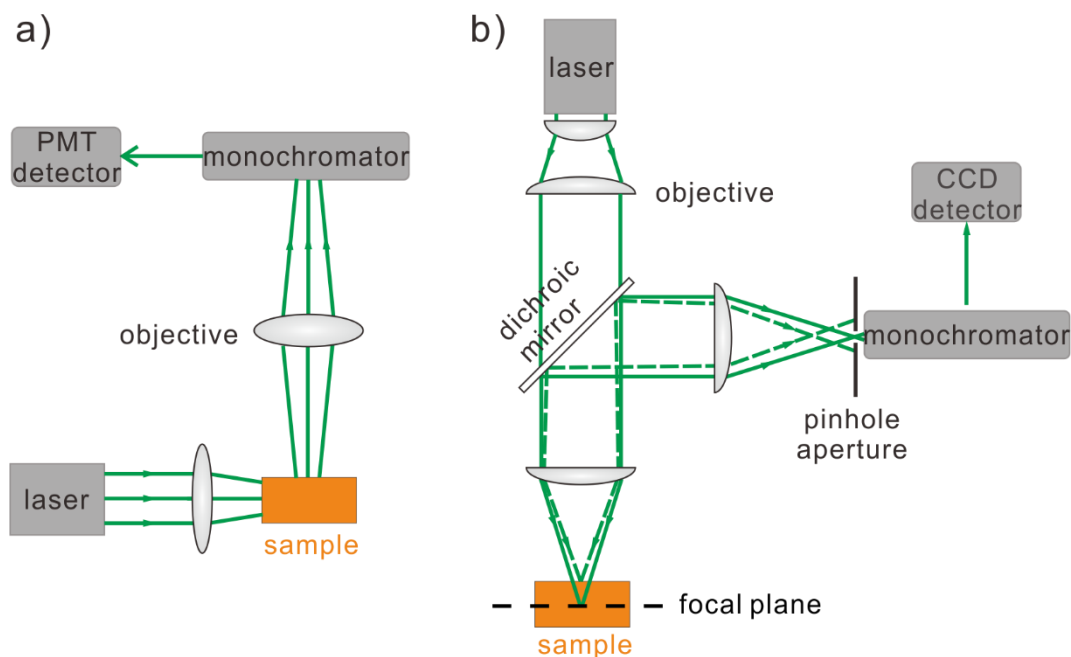 a)
PMT
detector
monochromator
objective
laser
sample
b)
laser
objective
CCD
detector
dichroic
mirror
monochromator
pinhole
aperture
focal plane
sample